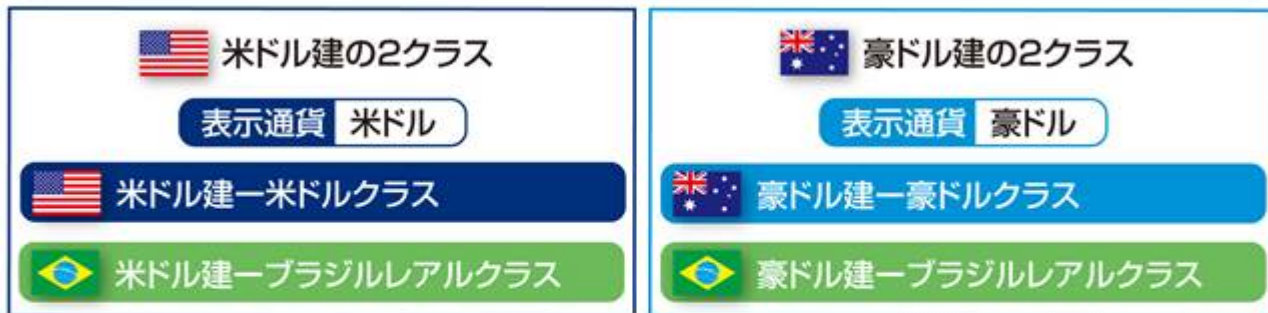 米ドル建の2クラス
表示通貨 米ドル
米ドル建ー米ドルクラス
米ドル建ーブラジルレアルクラス
豪ドル建の2クラス
表示通貨 豪ドル
豪ドル建ー豪ドルクラス
豪ドル建ーブラジルレアルクラス